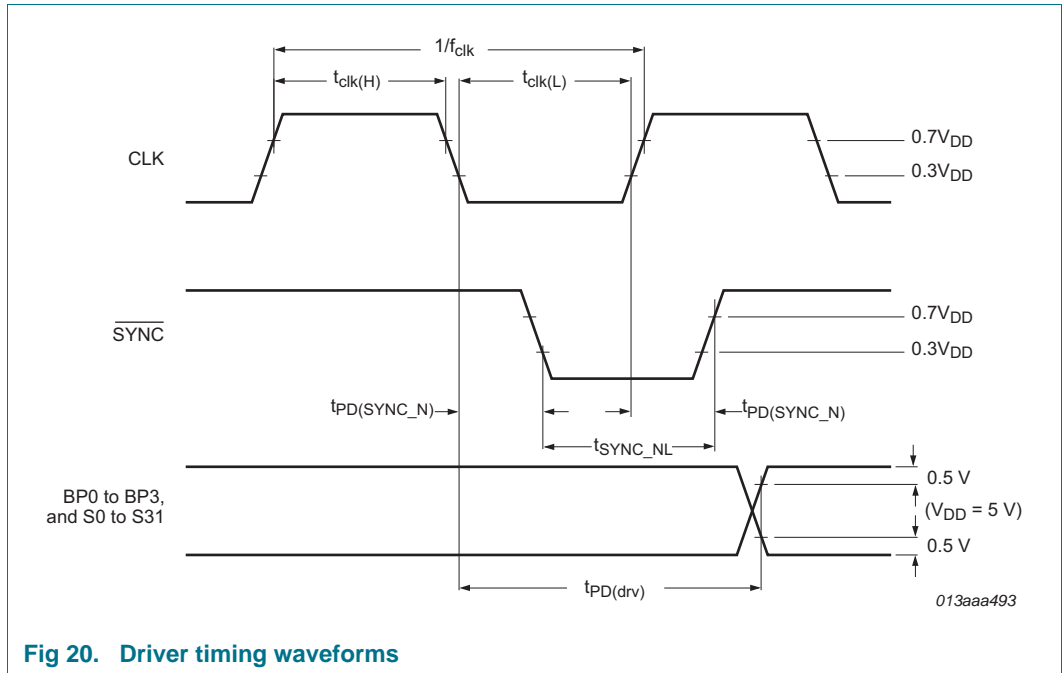 1/fclk
tclk(H)
tclk(L)
CLK
0.7VDD
0.3VDD
SYNC
0.7VDD
0.3VDD
tPD(SYNC_N)
tPD(SYNC_N)
tSYNC_NL
BP0 to BP3,
and S0 to S31
0.5 V
(VDD = 5 V)
0.5 V
tPD(drv)
013aaa493
Fig 20. Driver timing waveforms